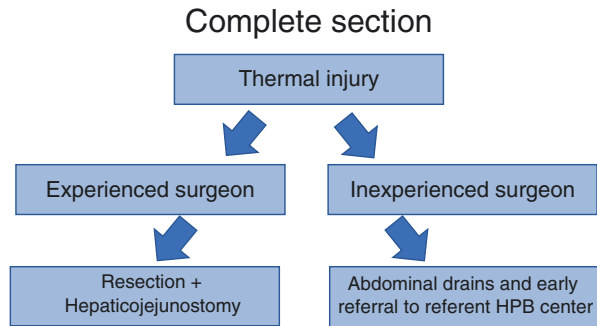 Complete section
Thermal injury
Experienced surgeon
Inexperienced surgeon
Resection +
Hepaticojejunostomy
Abdominal drains and early
referral to referent HPB center